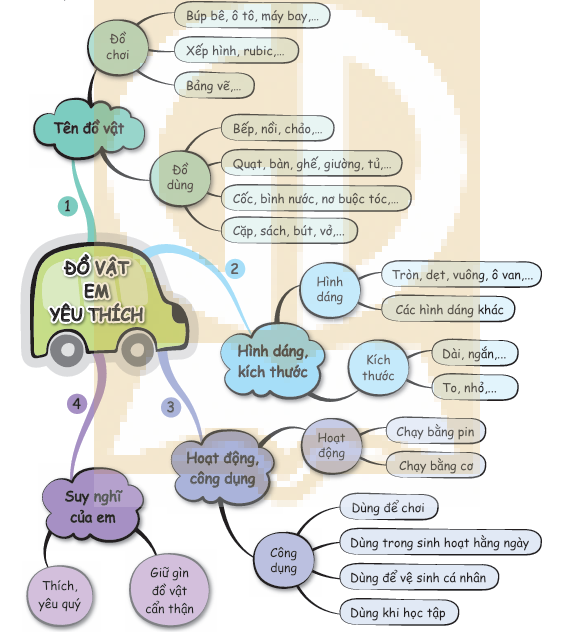 ĐỒ VẬT
EM
YÊU THÍCH
1
Tên đồ vật
Đồ
chơi
Búp bê, ô tô, máy bay,...
Xếp hình, rubic,...
Bảng vẽ,...
Đồ
dùng
Bếp, nồi, chảo,...
Quạt, bàn, ghế, giường, tủ,...
Cốc, bình nước, nơ buộc tóc,...
Cặp, sách, bút, vở,...
2
Hình dáng,
kích thước
Hình
dáng
Tròn, dẹt, vuông, ô van,...
Các hình dáng khác
Kích
thước
Dài, ngắn,...
To, nhỏ,...
3
Hoạt động,
công dụng
Hoạt
động
Chạy bằng pin
Chạy bằng cơ
Công
dụng
Dùng để chơi
Dùng trong sinh hoạt hằng ngày
Dùng để vệ sinh cá nhân
Dùng khi học tập
4
Suy nghĩ
của em
Thích,
yêu quý
Giữ gìn
đồ vật
cẩn thận